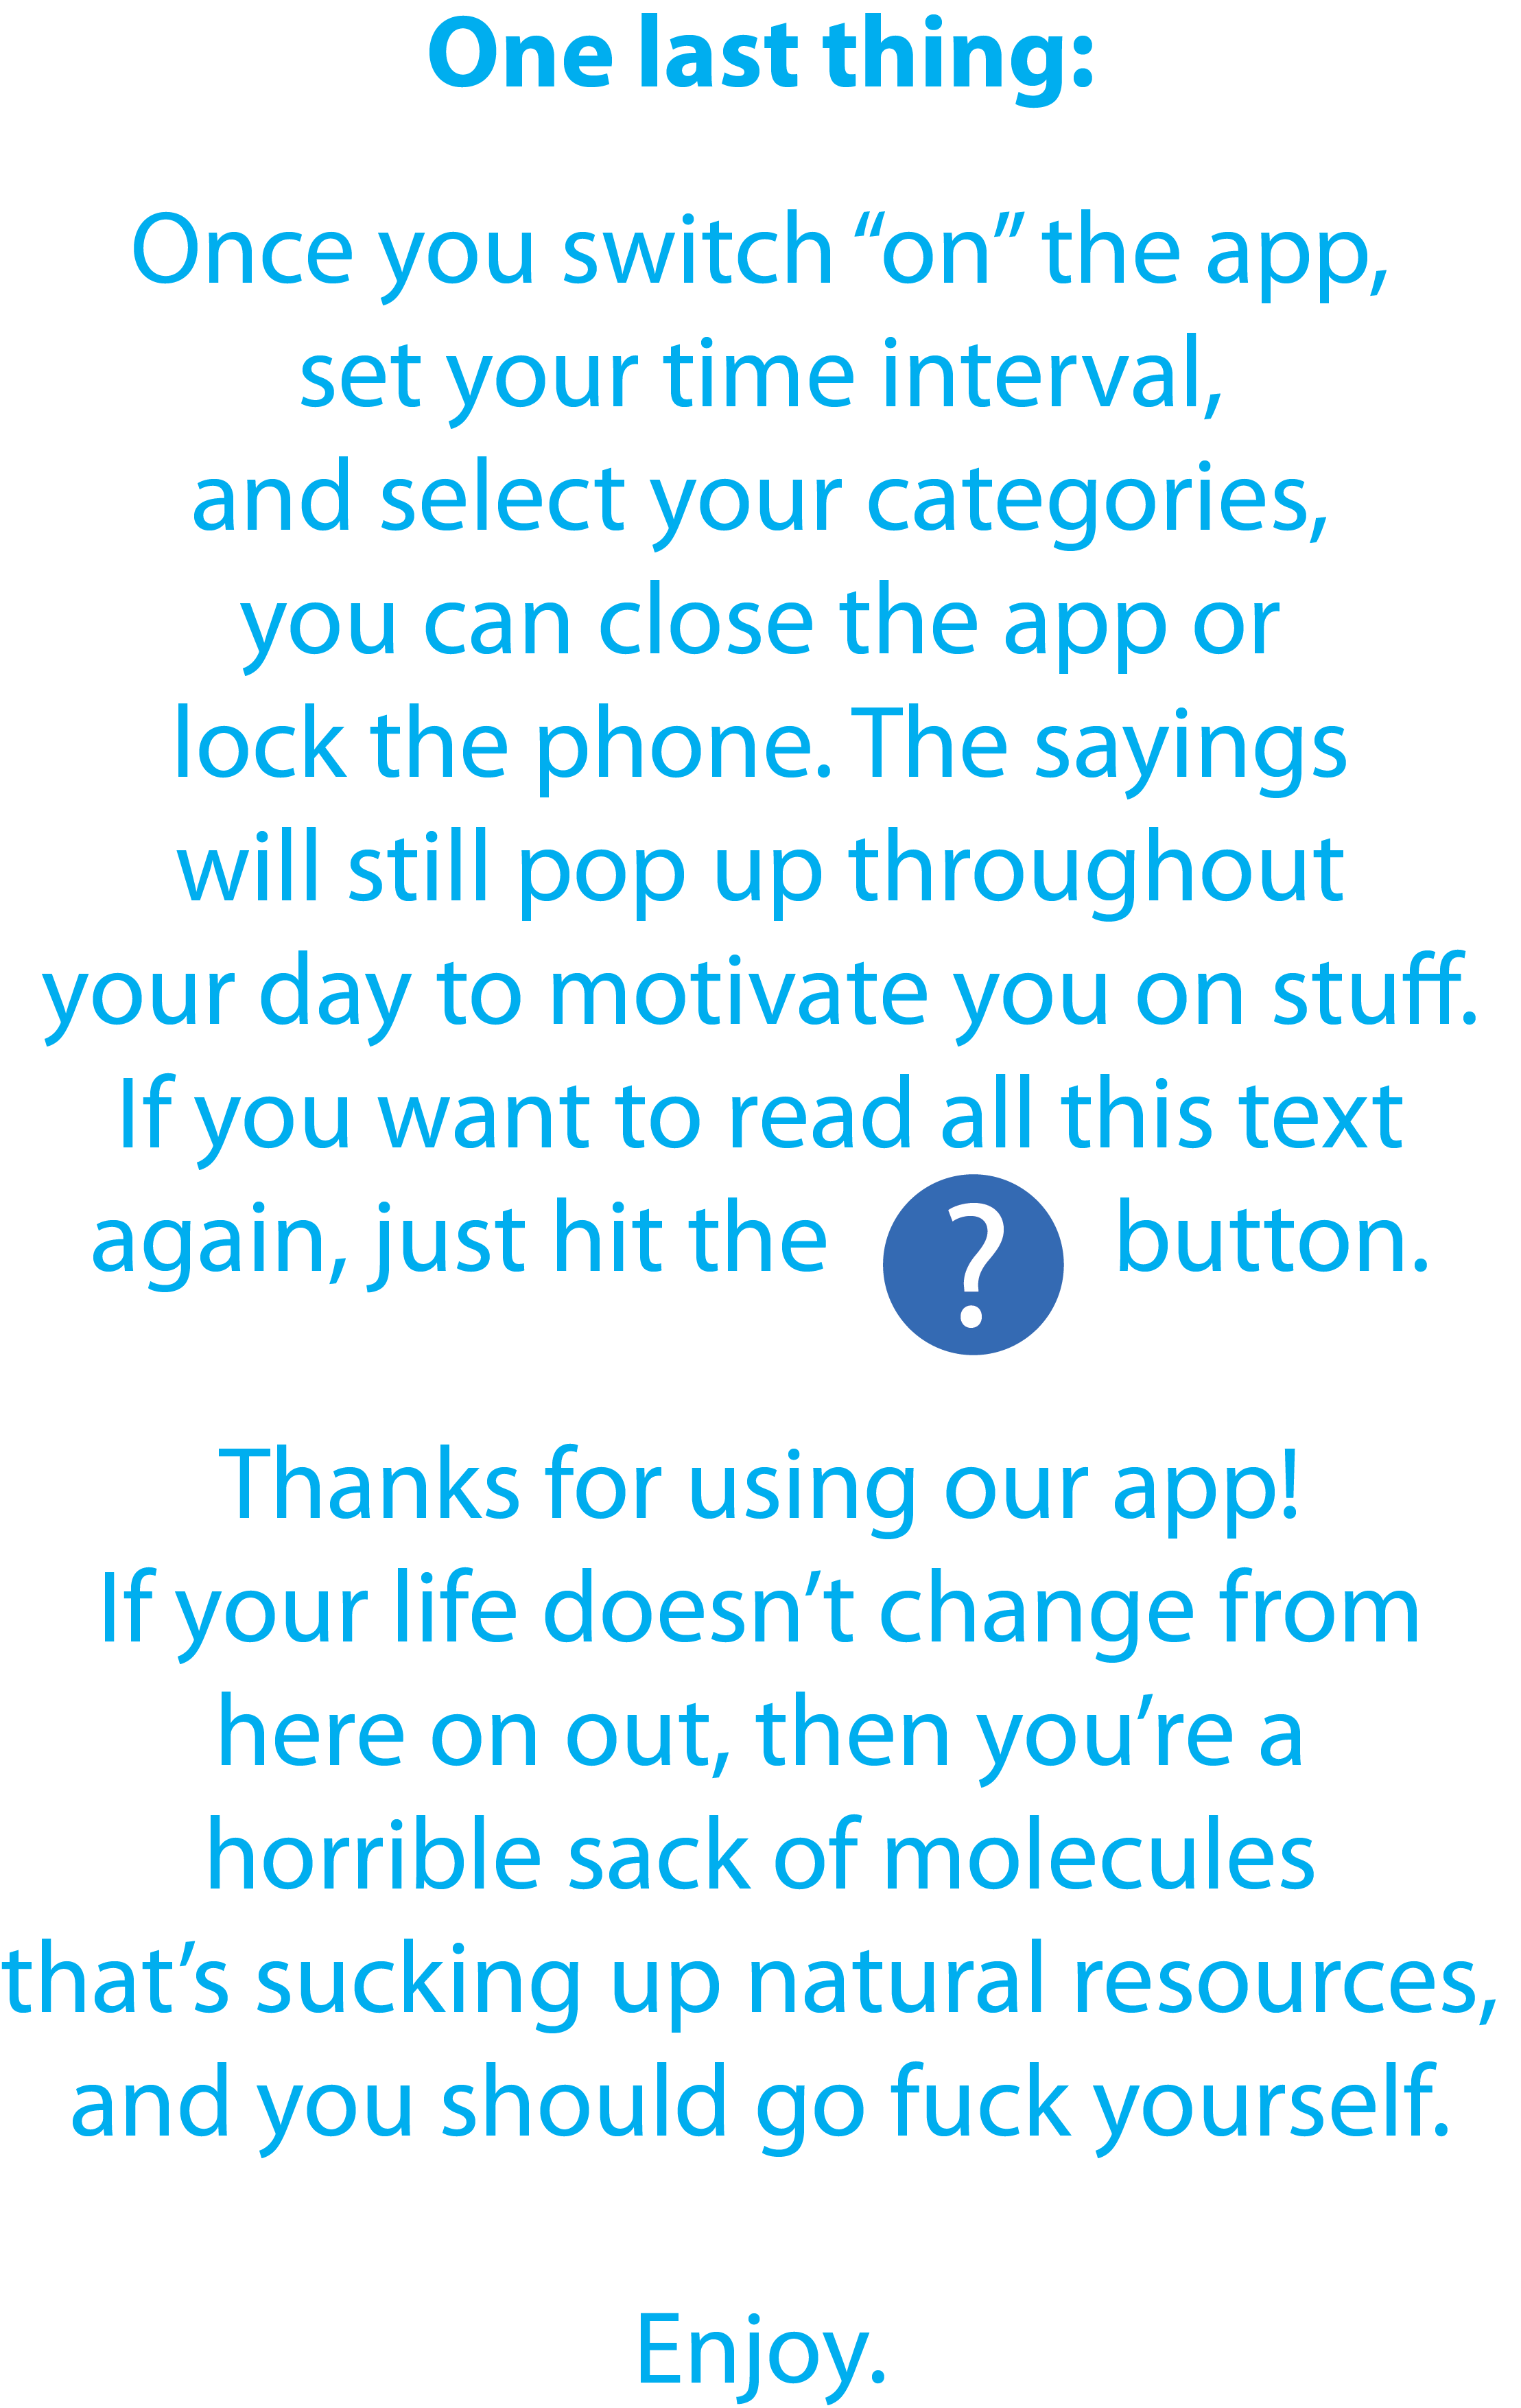 One last thing:
Once you switch “on” the app,
set your time interval,
and select your categories,
you can close the app or
lock the phone. The sayings
will still pop up throughout
your day to motivate you on stuff.
If you want to read all this text
again, just hit the ? button.
Thanks for using our app!
If your life doesn’t change from
here on out, then you’re a
horrible sack of molecules
that’s sucking up natural resources,
and you should go fuck yourself.
Enjoy.